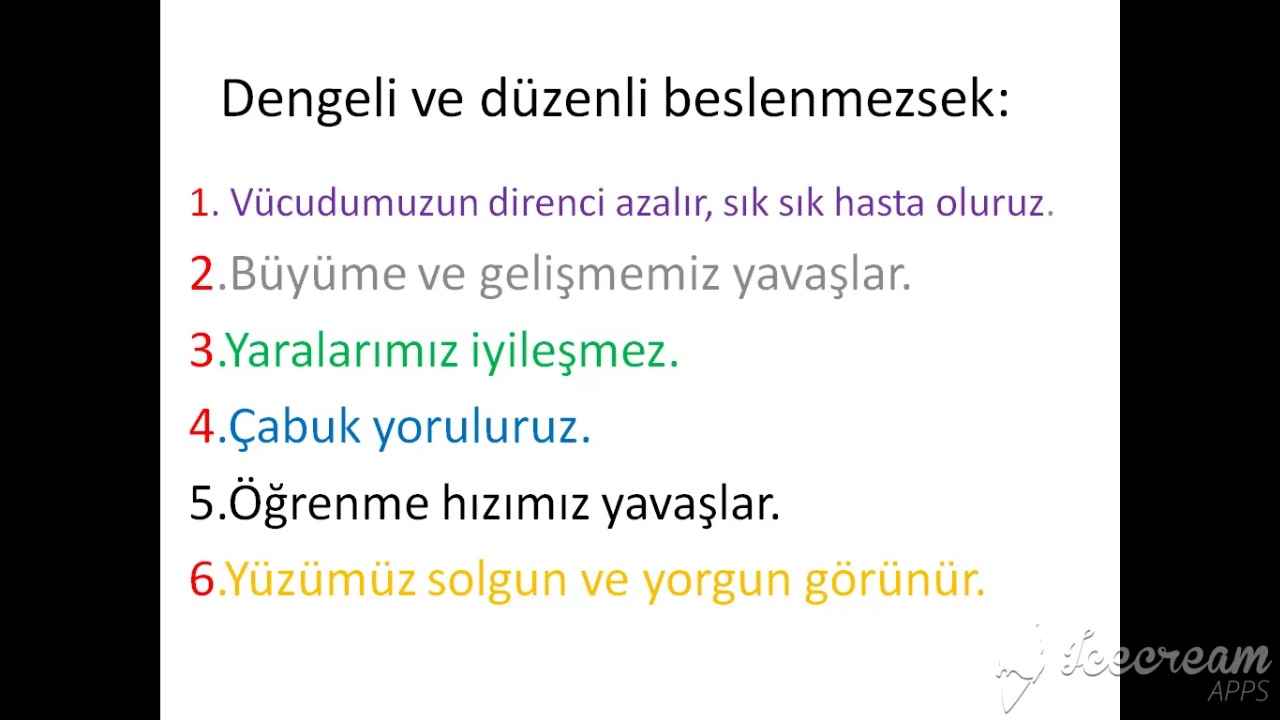 Dengeli ve düzenli beslenmezsek:
1. Vücudumuzun direnci azalır, sık sık hasta oluruz.
2.Büyüme ve gelişmemiz yavaşlar.
3.Yaralarımız iyileşmez.
4.Çabuk yoruluruz.
5.Öğrenme hızımız yavaşlar.
6.Yüzümüz solgun ve yorgun görünür.
Icecream
APPS